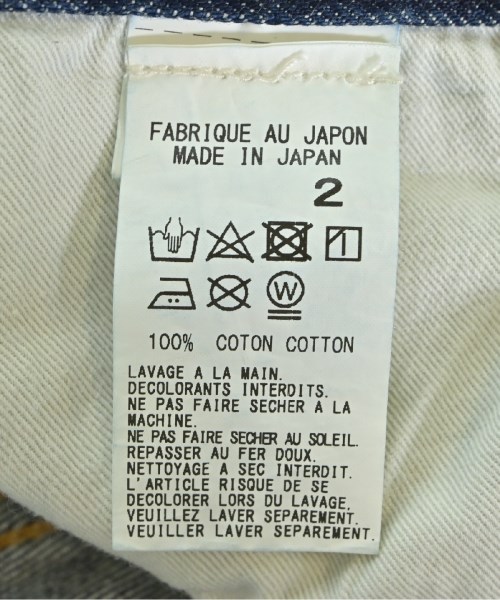 FABRIQUE AU JAPON
MADE IN JAPAN
2
W
100% COTON COTTON
LAVAGE A LA MAIN.
DECOLORANTS INTERDITS.
NE PAS FAIRE SECHER A LA
MACHINE.
NE PAS FAIRE SECHER AU SOLEIL.
REPASSER AU FER DOUX.
NETTOYAGE A SEC INTERDIT.
L'ARTICLE RISQUE DE SE
DECOLORER LORS DU LAVAGE,
VEUILLEZ LAVER SEPAREMENT.
VEUILLER LAVER SEPAREMENT.